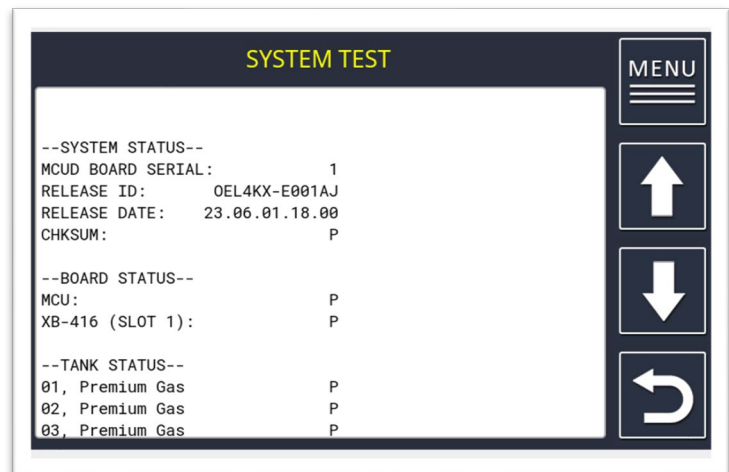 SYSTEM TEST
MENU
--SYSTEM STATUS--
MCUD BOARD SERIAL: 1
RELEASE ID: OEL4KX-E001AJ
RELEASE DATE: 23.06.01.18.00
CHKSUM: P
--BOARD STATUS--
MCU: P
XB-416 (SLOT 1): P
--TANK STATUS--
01, Premium Gas P
02, Premium Gas P
03, Premium Gas P